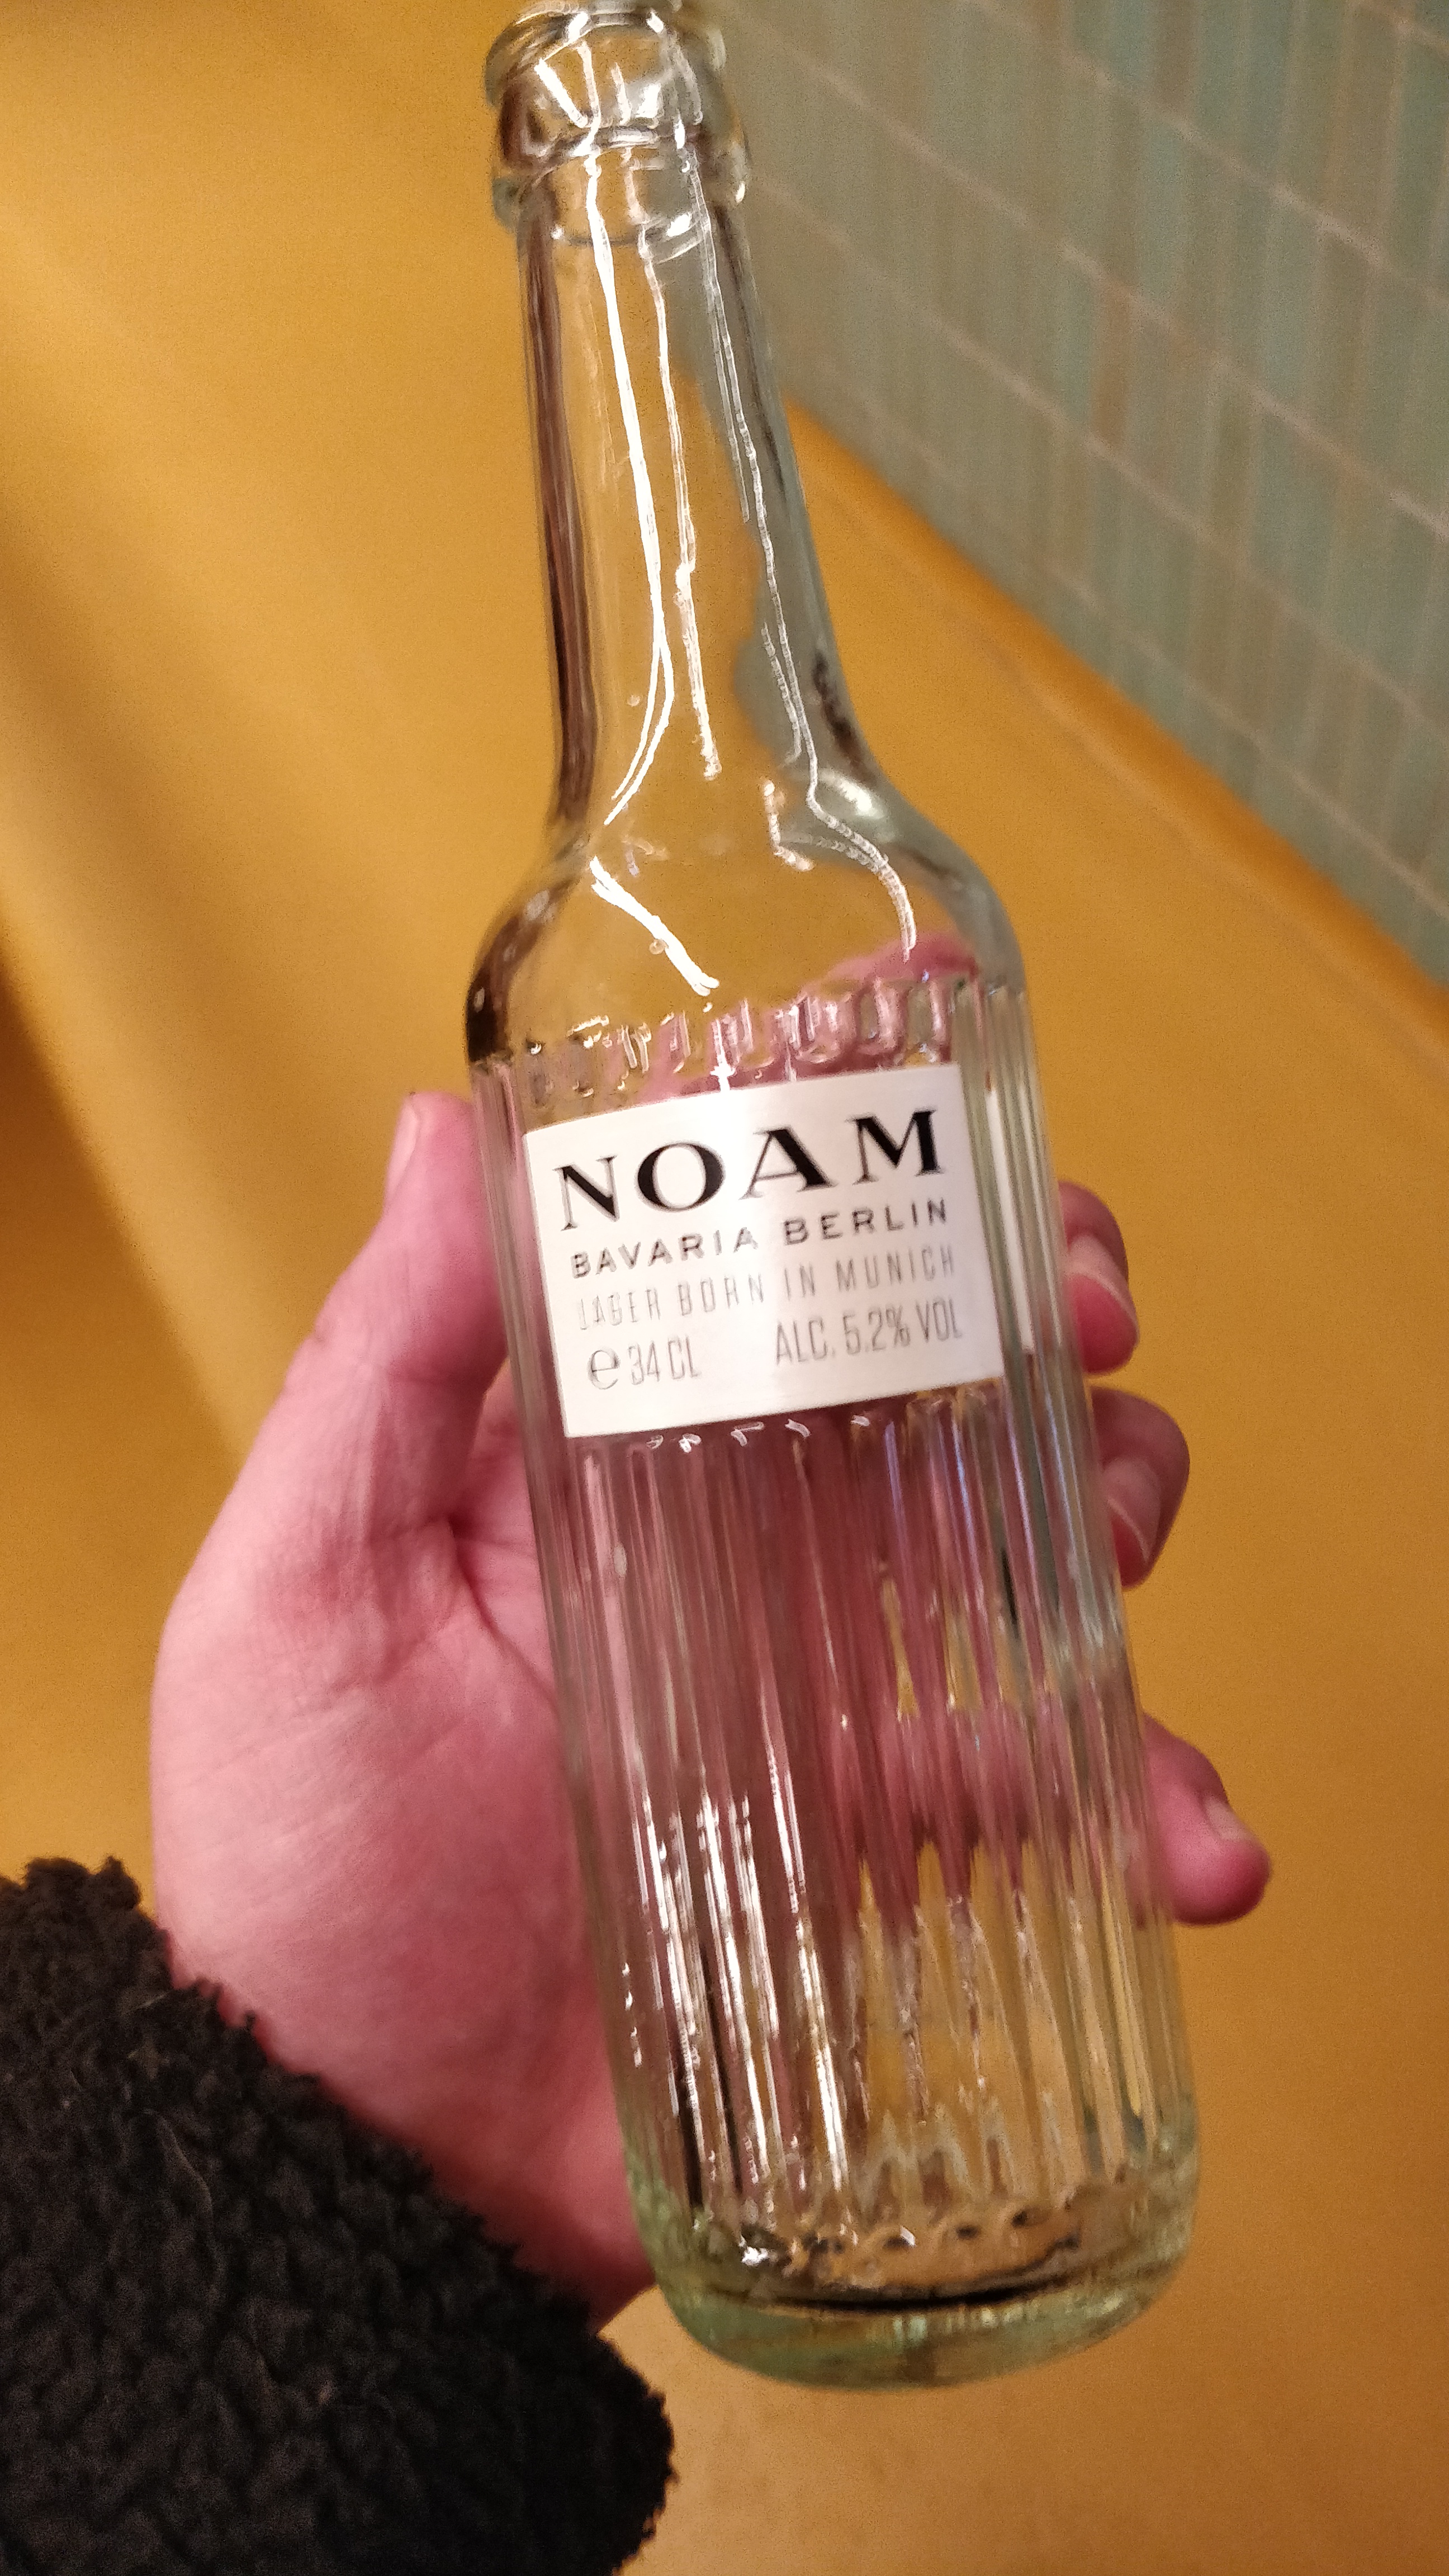 NOAM
BAVARIA BERLIN
LAGER BORN IN MUNICH
℮ 34 CL ALC. 5.2% VOL